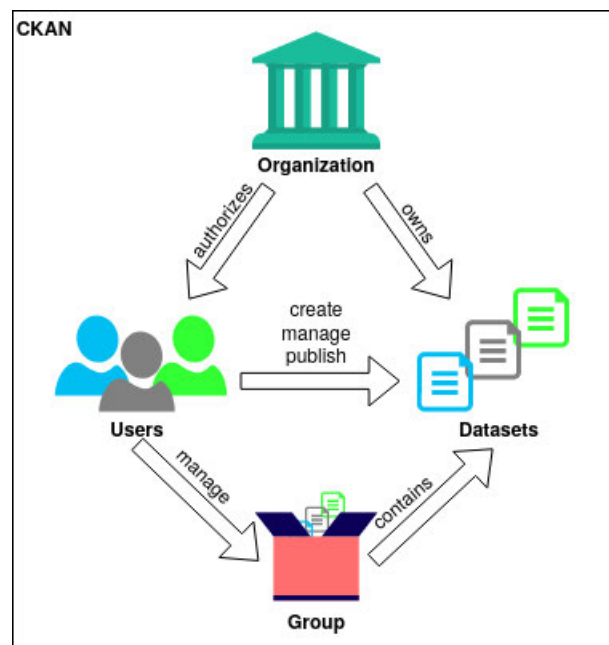 CKAN
Organization
authorizes
owns
create
manage
publish
Users
Datasets
manage
contains
Group